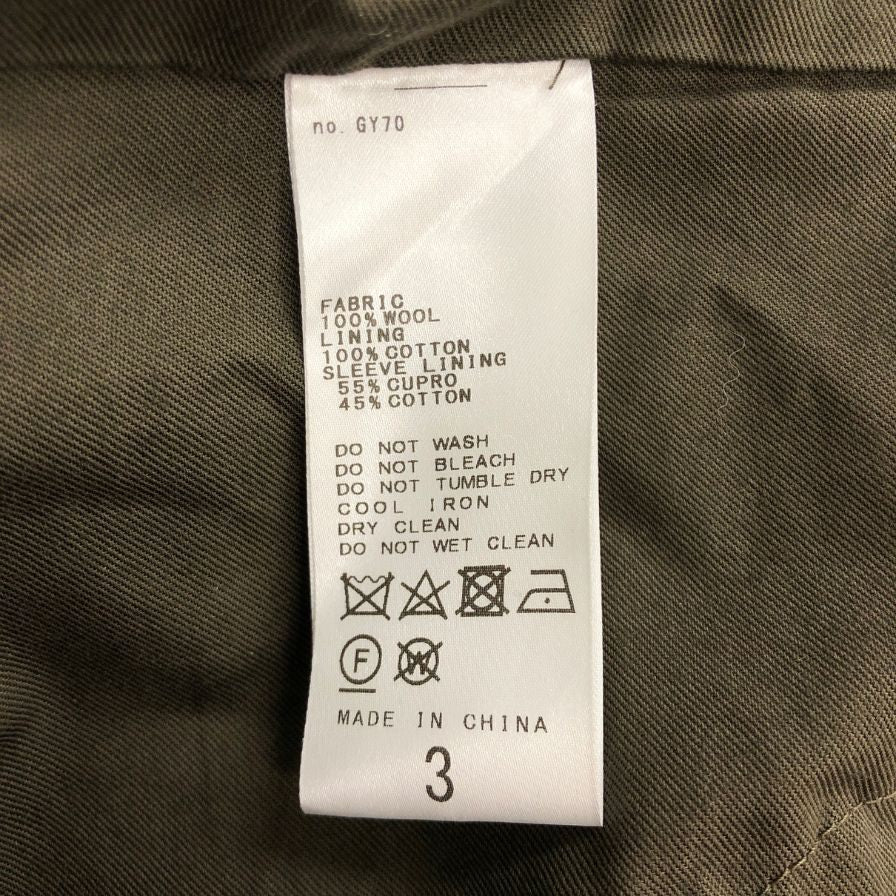 no. GY70
FABRIC
100% WOOL
LINING
100% COTTON
SLEEVE LINING
55% CUPRO
45% COTTON
DO NOT WASH
DO NOT BLEACH
DO NOT TUMBLE DRY
COOL IRON
DRY CLEAN
DO NOT WET CLEAN
F W
MADE IN CHINA
3